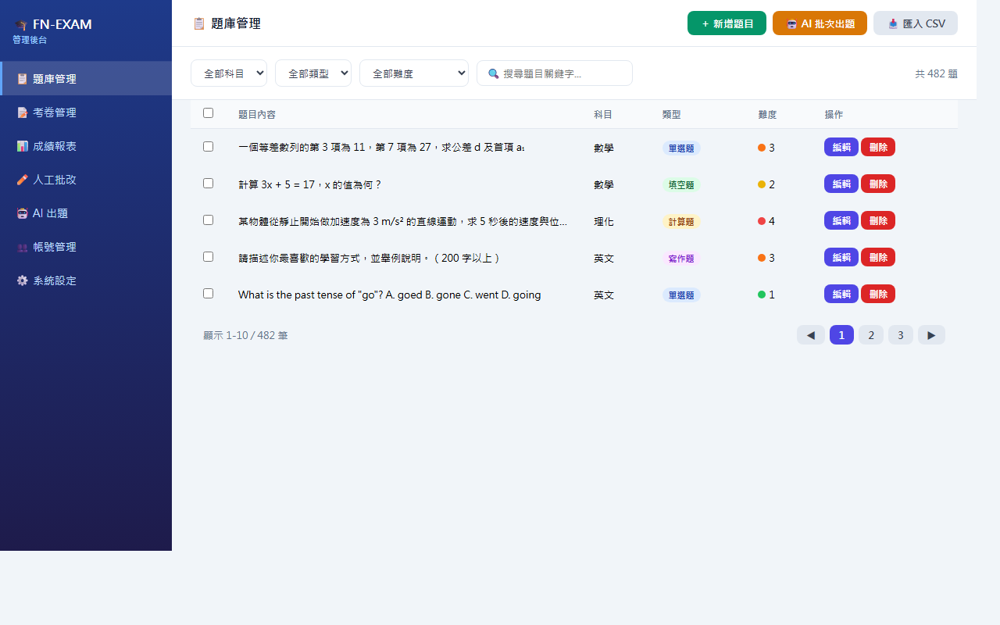 FN-EXAM
管理後台
題庫管理
考卷管理
成績報表
人工批改
AI 出題
帳號管理
系統設定
題庫管理
+ 新增題目
AI 批次出題
匯入 CSV
全部科目
全部類型
全部難度
搜尋題目關鍵字...
共 482 題
題目內容 科目 類型 難度 操作
一個等差數列的第 3 項為 11，第 7 項為 27，求公差 d 及首項 a₁ 數學 單選題 3 編輯 刪除
計算 3x + 5 = 17，x 的值為何？ 數學 填空題 2 編輯 刪除
某物體從靜止開始做加速度為 3 m/s² 的直線運動，求 5 秒後的速度與位... 理化 計算題 4 編輯 刪除
請描述你最喜歡的學習方式，並舉例說明。（200 字以上） 英文 寫作題 3 編輯 刪除
What is the past tense of "go"? A. goed B. gone C. went D. going 英文 單選題 1 編輯 刪除
顯示 1-10 / 482 筆
◀ 1 2 3 ▶